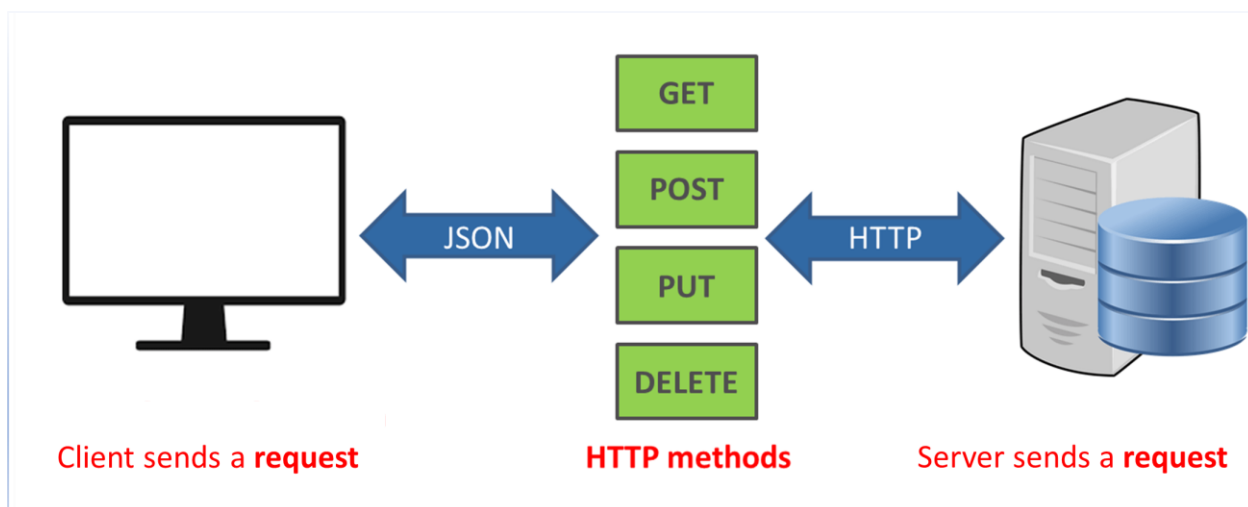 GET
POST
JSON
HTTP
PUT
DELETE
Client sends a request
HTTP methods
Server sends a request